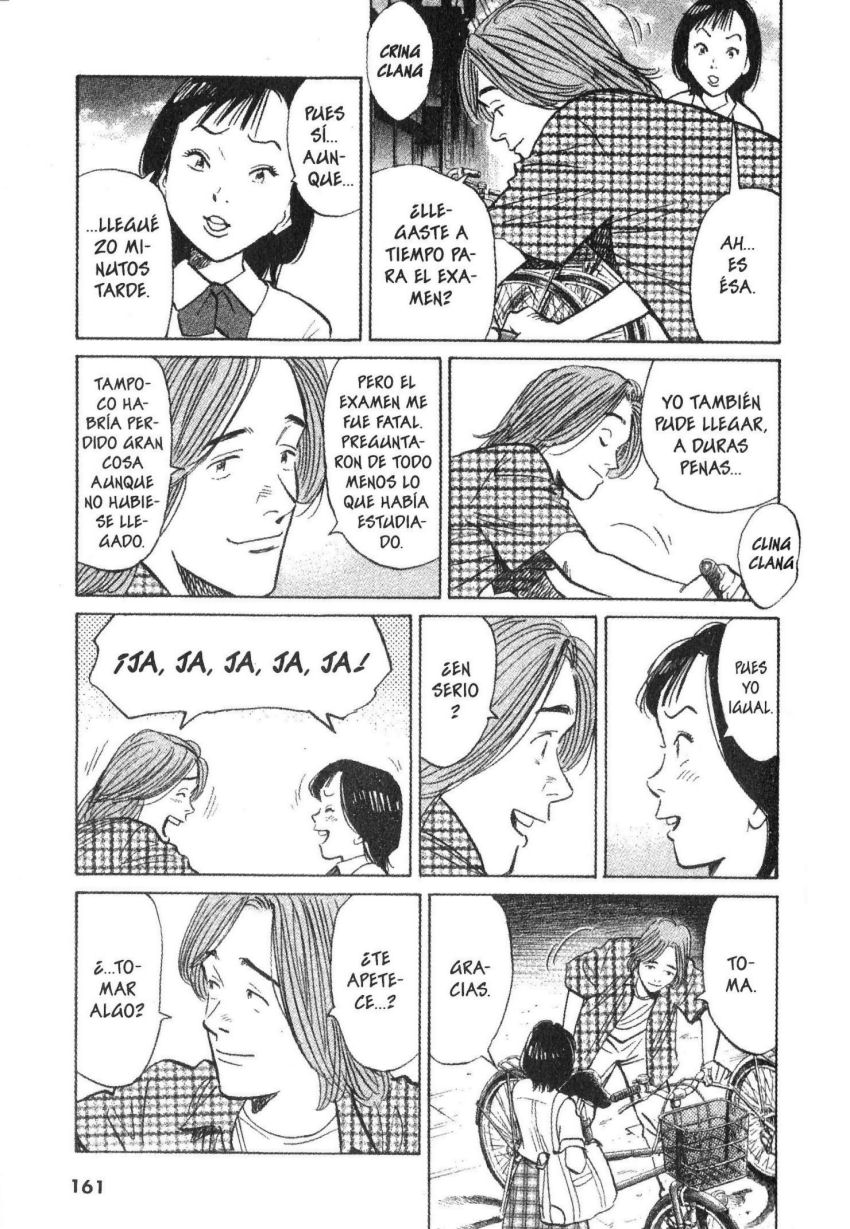 CRING
CLANG
AH...
ES
ÉSA.
¿LLE-
GASTE A
TIEMPO PA-
RA EL EXA-
MEN?
PUES
SÍ...
AUN-
QUE...
...LLEGUÉ
20 MI-
NUTOS
TARDE.
YO TAMBIÉN
PUDE LLEGAR,
A DURAS
PENAS...
CLING
CLANG
PERO EL
EXAMEN ME
FUE FATAL.
PREGUNTA-
RON DE TODO
MENOS LO
QUE HABÍA
ESTUDIA-
DO.
TAMPO-
CO HA-
BRÍA PER-
DIDO GRAN
COSA
AUNQUE
NO HUBIE-
SE LLE-
GADO.
PUES
YO
IGUAL.
¿EN
SERIO
?
¡JA, JA, JA, JA, JA!
TO-
MA.
GRA-
CIAS.
¿TE
APETE-
CE...?
¿...TO-
MAR
ALGO?
161